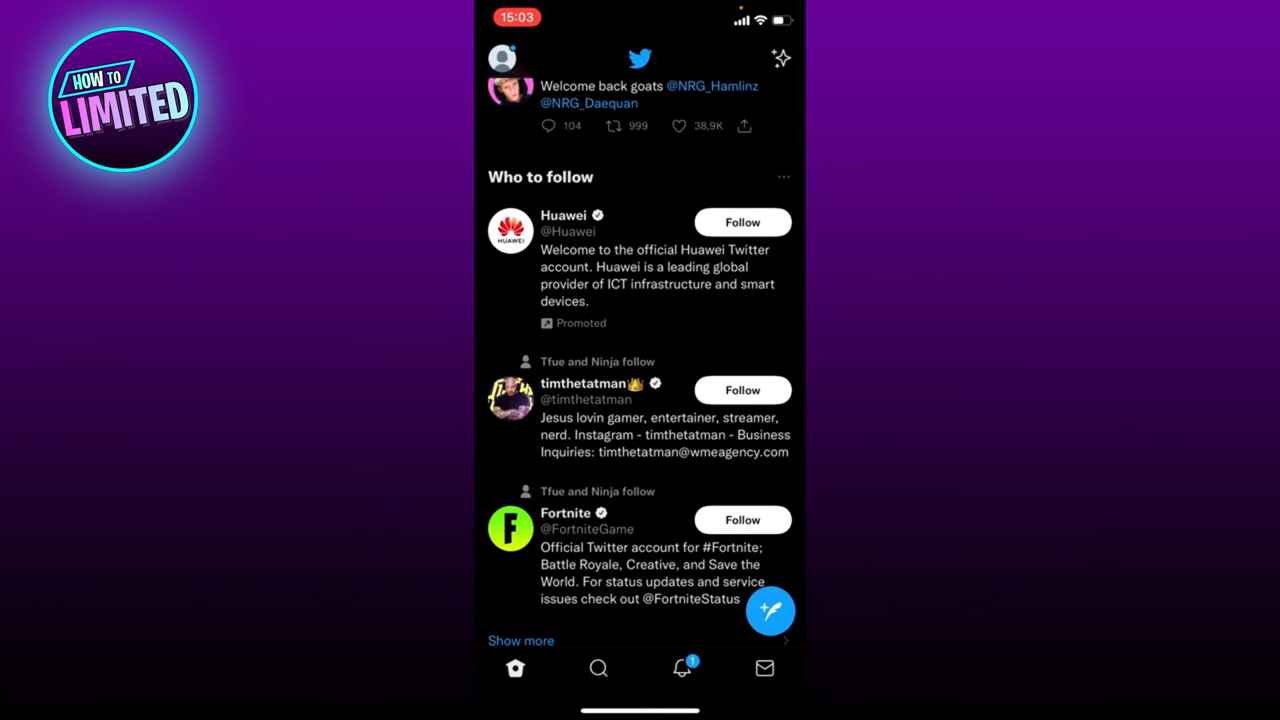 HOW TO
LIMITED
15:03
Welcome back goats @NRG_Hamlinz
@NRG_Daequan
104 999 38,9K
Who to follow
HUAWEI
Huawei
@Huawei
Follow
Welcome to the official Huawei Twitter
account. Huawei is a leading global
provider of ICT infrastructure and smart
devices.
Promoted
Tfue and Ninja follow
timthetatman👑
@timthetatman
Follow
Jesus lovin gamer, entertainer, streamer,
nerd. Instagram - timthetatman - Business
Inquiries: timthetatman@wmeagency.com
Tfue and Ninja follow
F
Fortnite
@FortniteGame
Follow
Official Twitter account for #Fortnite;
Battle Royale, Creative, and Save the
World. For status updates and service
issues check out @FortniteStatus
Show more
1